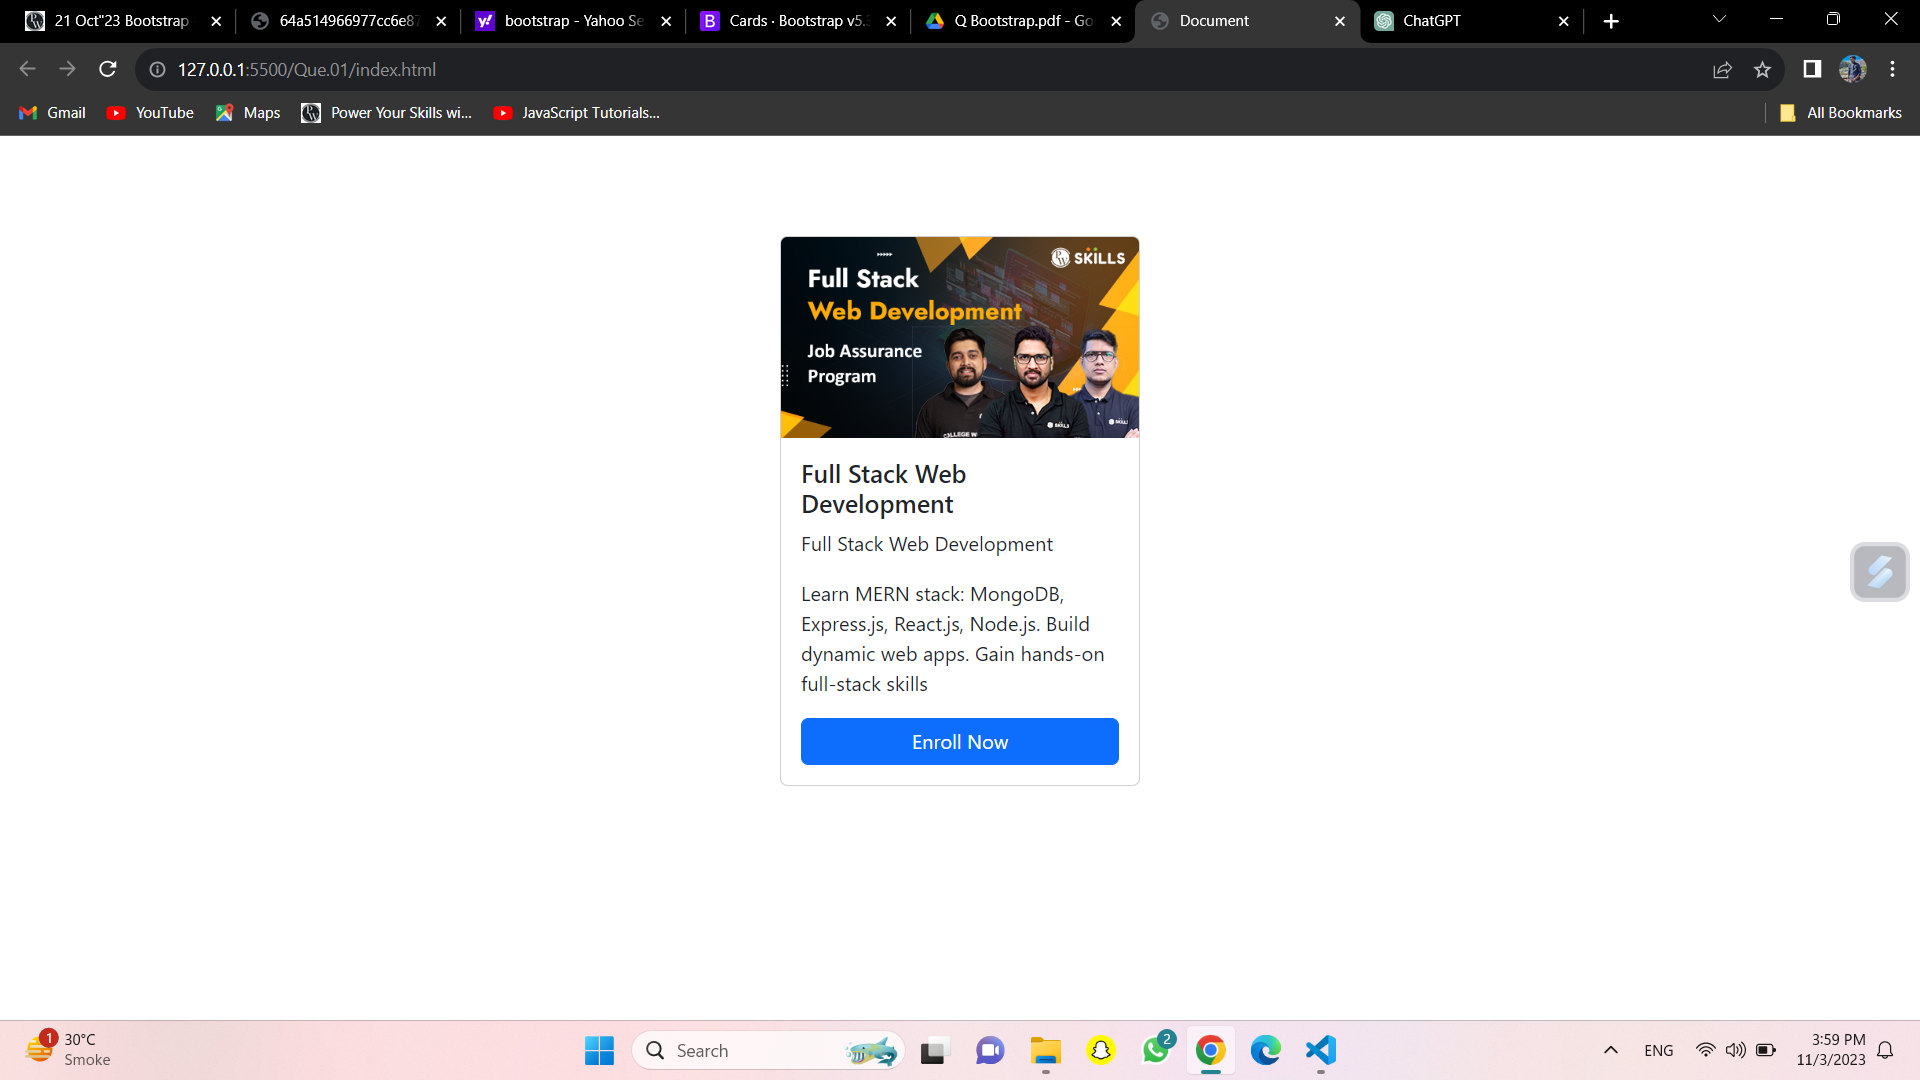 21 Oct"23 Bootstrap
64a514966977cc6e87
bootstrap - Yahoo Se
Cards · Bootstrap v5.
Q Bootstrap.pdf - Go
Document
ChatGPT
127.0.0.1:5500/Que.01/index.html
Gmail
YouTube
Maps
Power Your Skills wi...
JavaScript Tutorials...
All Bookmarks
PW SKILLS
Full Stack
Web Development
Job Assurance
Program
COLLEGE W
SKILLS
Full Stack Web
Development
Full Stack Web Development
Learn MERN stack: MongoDB,
Express.js, React.js, Node.js. Build
dynamic web apps. Gain hands-on
full-stack skills
Enroll Now
1
30°C
Smoke
Search
2
ENG
3:59 PM
11/3/2023